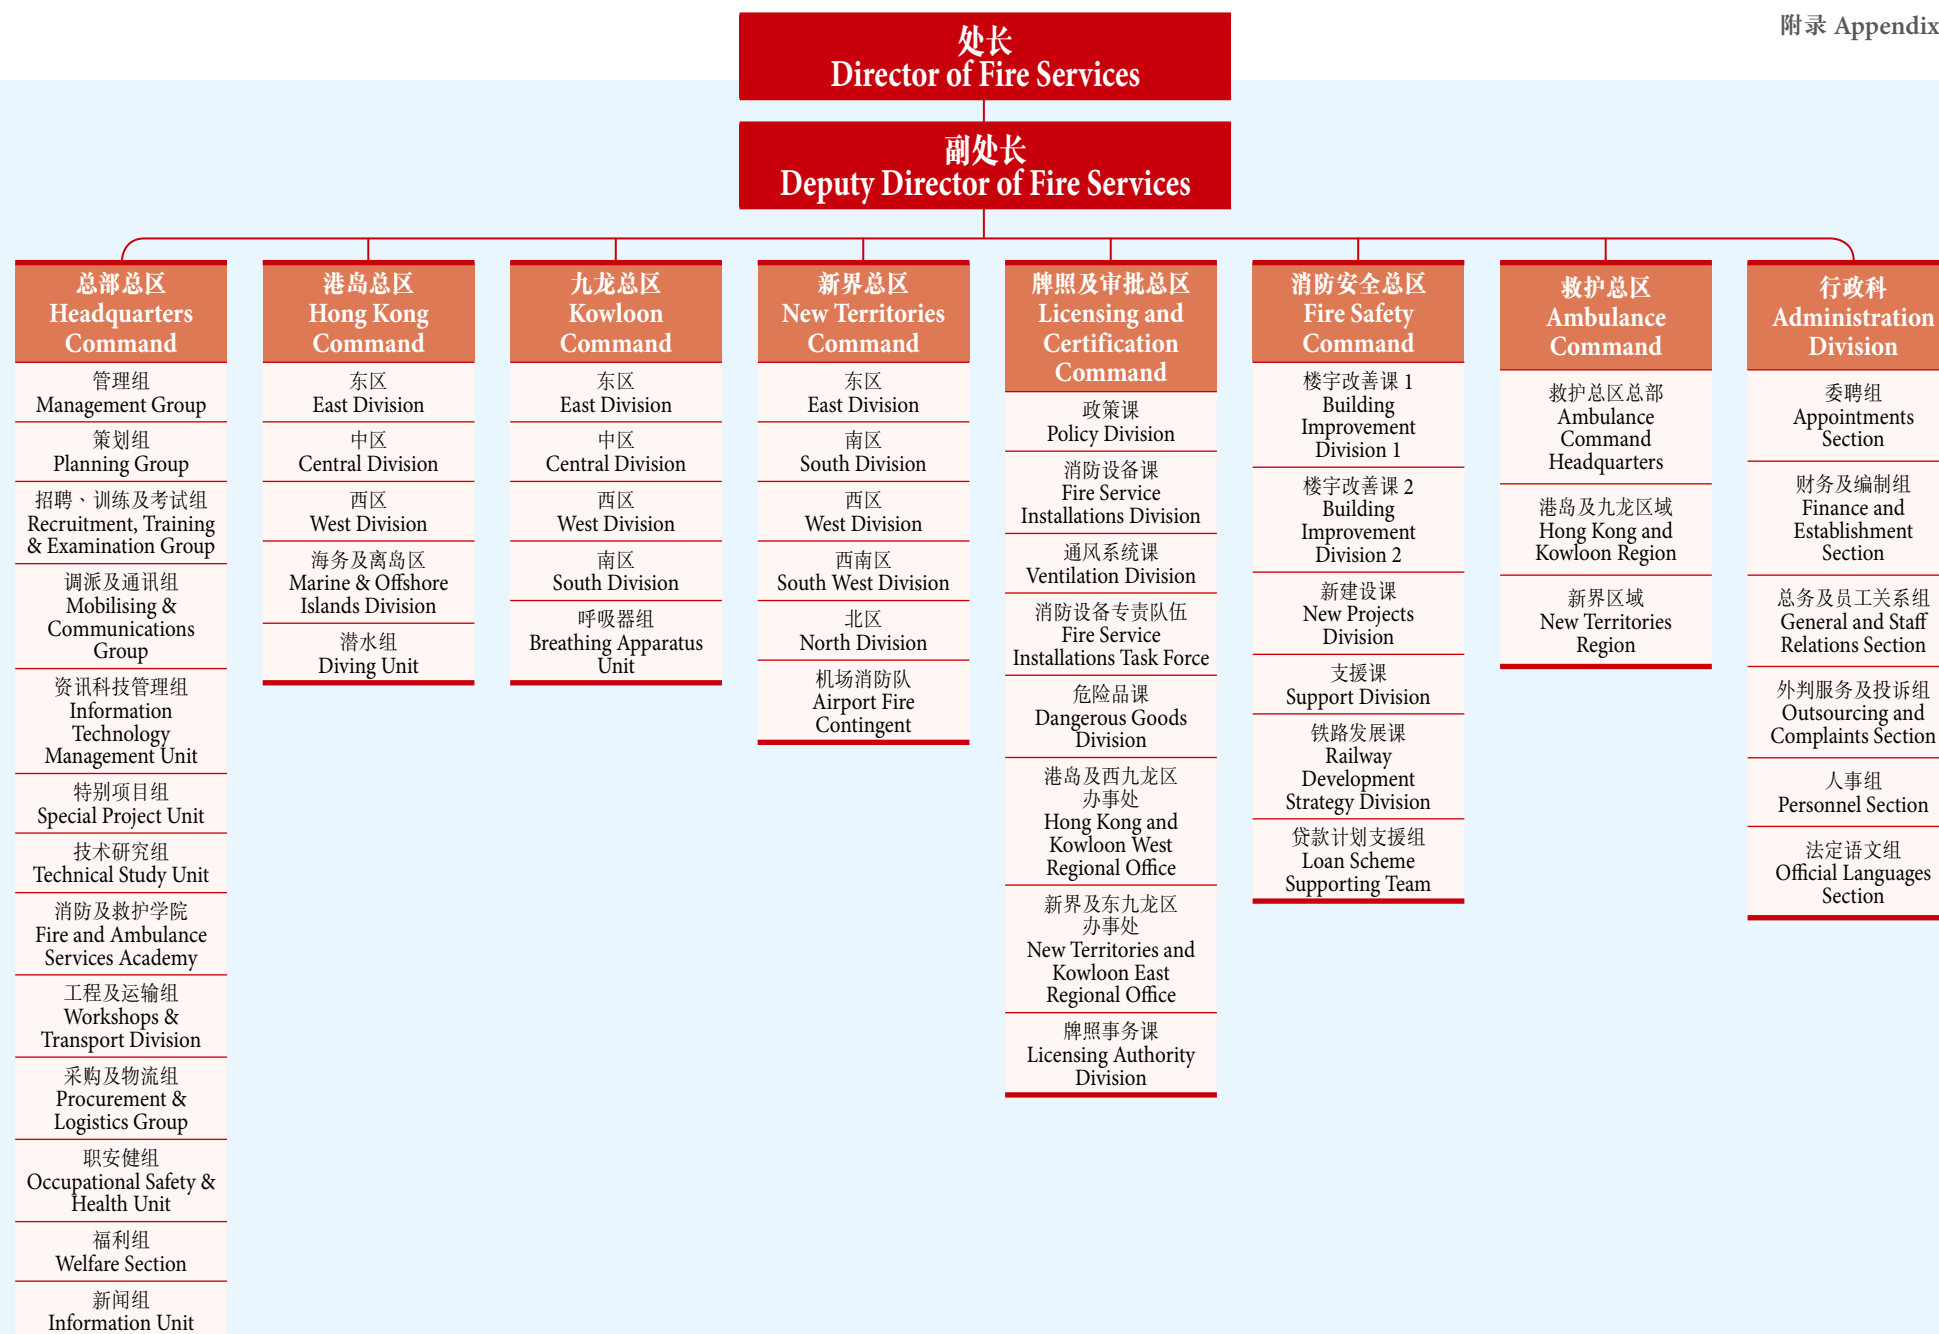 附录 Appendix
处长
Director of Fire Services
副处长
Deputy Director of Fire Services
总部总区
Headquarters
Command
管理组
Management Group
策划组
Planning Group
招聘、训练及考试组
Recruitment, Training
& Examination Group
调派及通讯组
Mobilising &
Communications
Group
资讯科技管理组
Information
Technology
Management Unit
特别项目组
Special Project Unit
技术研究组
Technical Study Unit
消防及救护学院
Fire and Ambulance
Services Academy
工程及运输组
Workshops &
Transport Division
采购及物流组
Procurement &
Logistics Group
职安健组
Occupational Safety &
Health Unit
福利组
Welfare Section
新闻组
Information Unit
港岛总区
Hong Kong
Command
东区
East Division
中区
Central Division
西区
West Division
海务及离岛区
Marine & Offshore
Islands Division
潜水组
Diving Unit
九龙总区
Kowloon
Command
东区
East Division
中区
Central Division
西区
West Division
南区
South Division
呼吸器组
Breathing Apparatus
Unit
新界总区
New Territories
Command
东区
East Division
南区
South Division
西区
West Division
西南区
South West Division
北区
North Division
机场消防队
Airport Fire
Contingent
牌照及审批总区
Licensing and
Certification
Command
政策课
Policy Division
消防设备课
Fire Service
Installations Division
通风系统课
Ventilation Division
消防设备专责队伍
Fire Service
Installations Task Force
危险品课
Dangerous Goods
Division
港岛及西九龙区
办事处
Hong Kong and
Kowloon West
Regional Office
新界及东九龙区
办事处
New Territories and
Kowloon East
Regional Office
牌照事务课
Licensing Authority
Division
消防安全总区
Fire Safety
Command
楼宇改善课 1
Building
Improvement
Division 1
楼宇改善课 2
Building
Improvement
Division 2
新建设课
New Projects
Division
支援课
Support Division
铁路发展课
Railway
Development
Strategy Division
贷款计划支援组
Loan Scheme
Supporting Team
救护总区
Ambulance
Command
救护总区总部
Ambulance
Command
Headquarters
港岛及九龙区域
Hong Kong and
Kowloon Region
新界区域
New Territories
Region
行政科
Administration
Division
委聘组
Appointments
Section
财务及编制组
Finance and
Establishment
Section
总务及员工关系组
General and Staff
Relations Section
外判服务及投诉组
Outsourcing and
Complaints Section
人事组
Personnel Section
法定语文组
Official Languages
Section